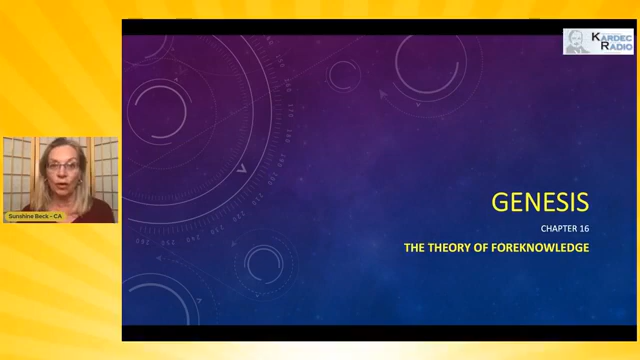 KARDEC
RADIO
GENESIS
CHAPTER 16
THE THEORY OF FOREKNOWLEDGE
Sunshine Beck - CA